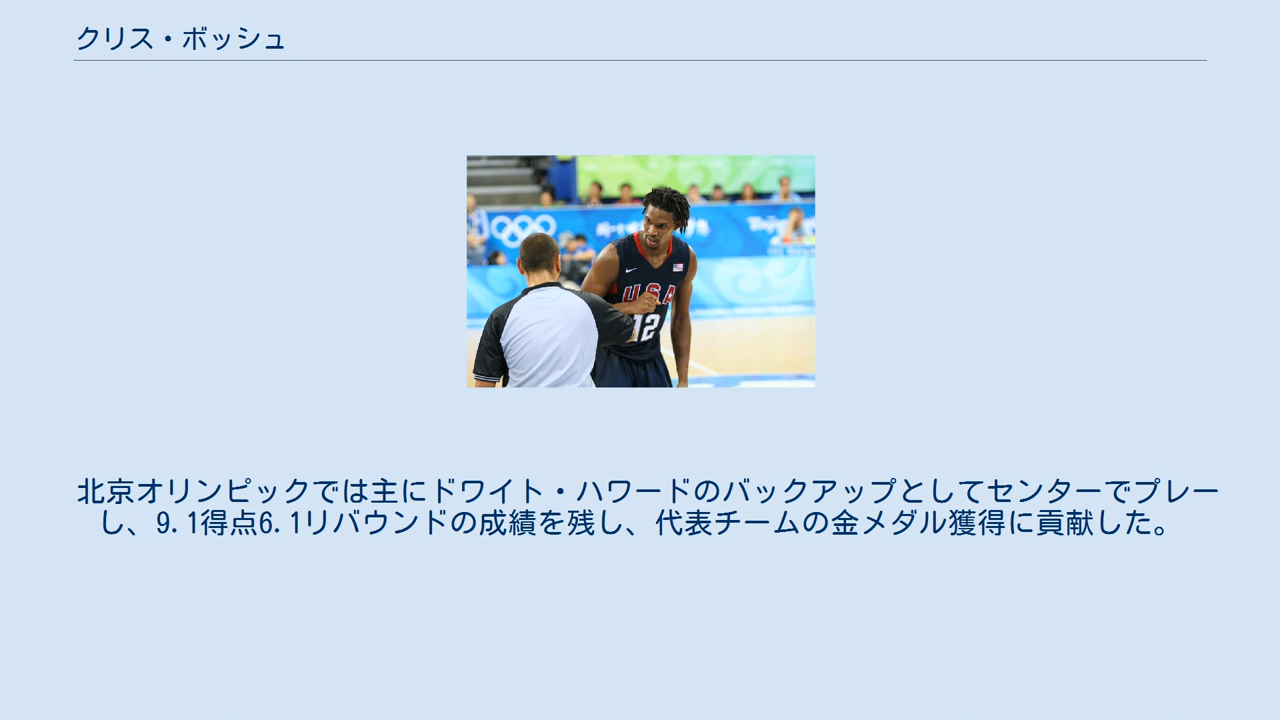 クリス・ボッシュ
USA
12
北京オリンピックでは主にドワイト・ハワードのバックアップとしてセンターでプレー
し、9.1得点6.1リバウンドの成績を残し、代表チームの金メダル獲得に貢献した。